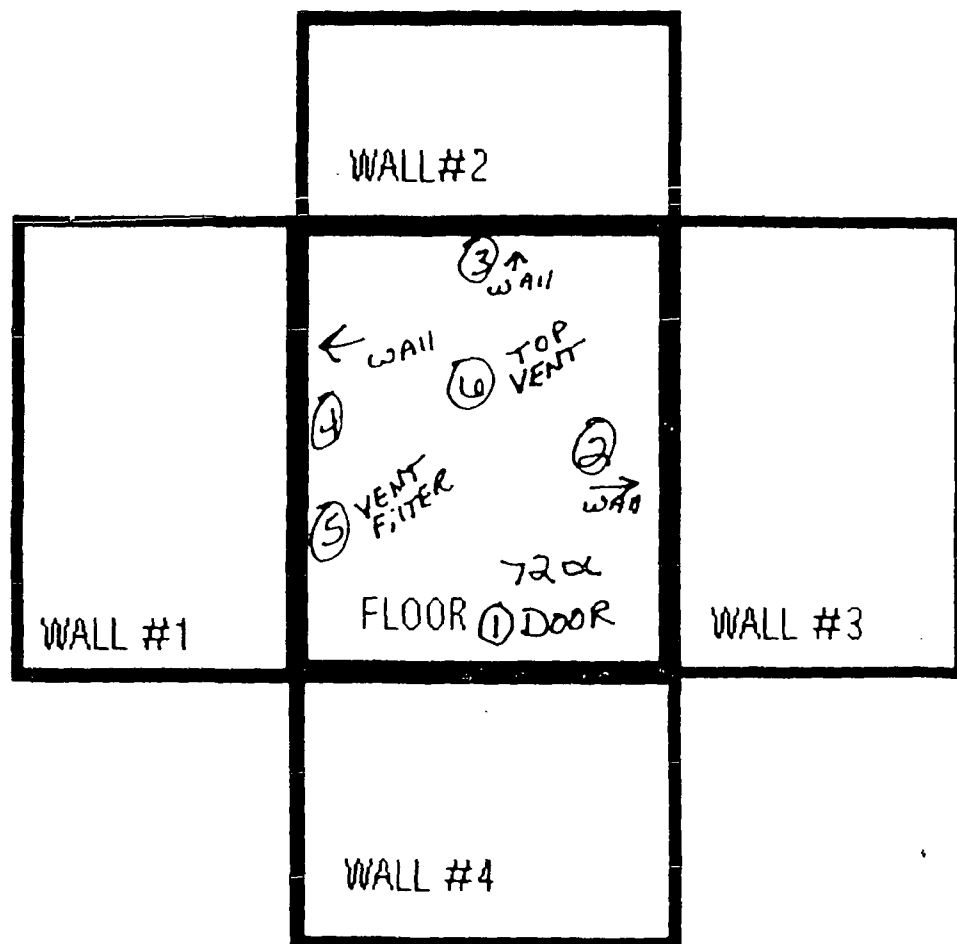 WALL #2
③ ↑
WAll
← WAll
⑥ TOP
VENT
④
②
→
WAll
⑤ VENT
FilTER
72α
FLOOR ① DOOR
WALL #1
WALL #3
WALL #4